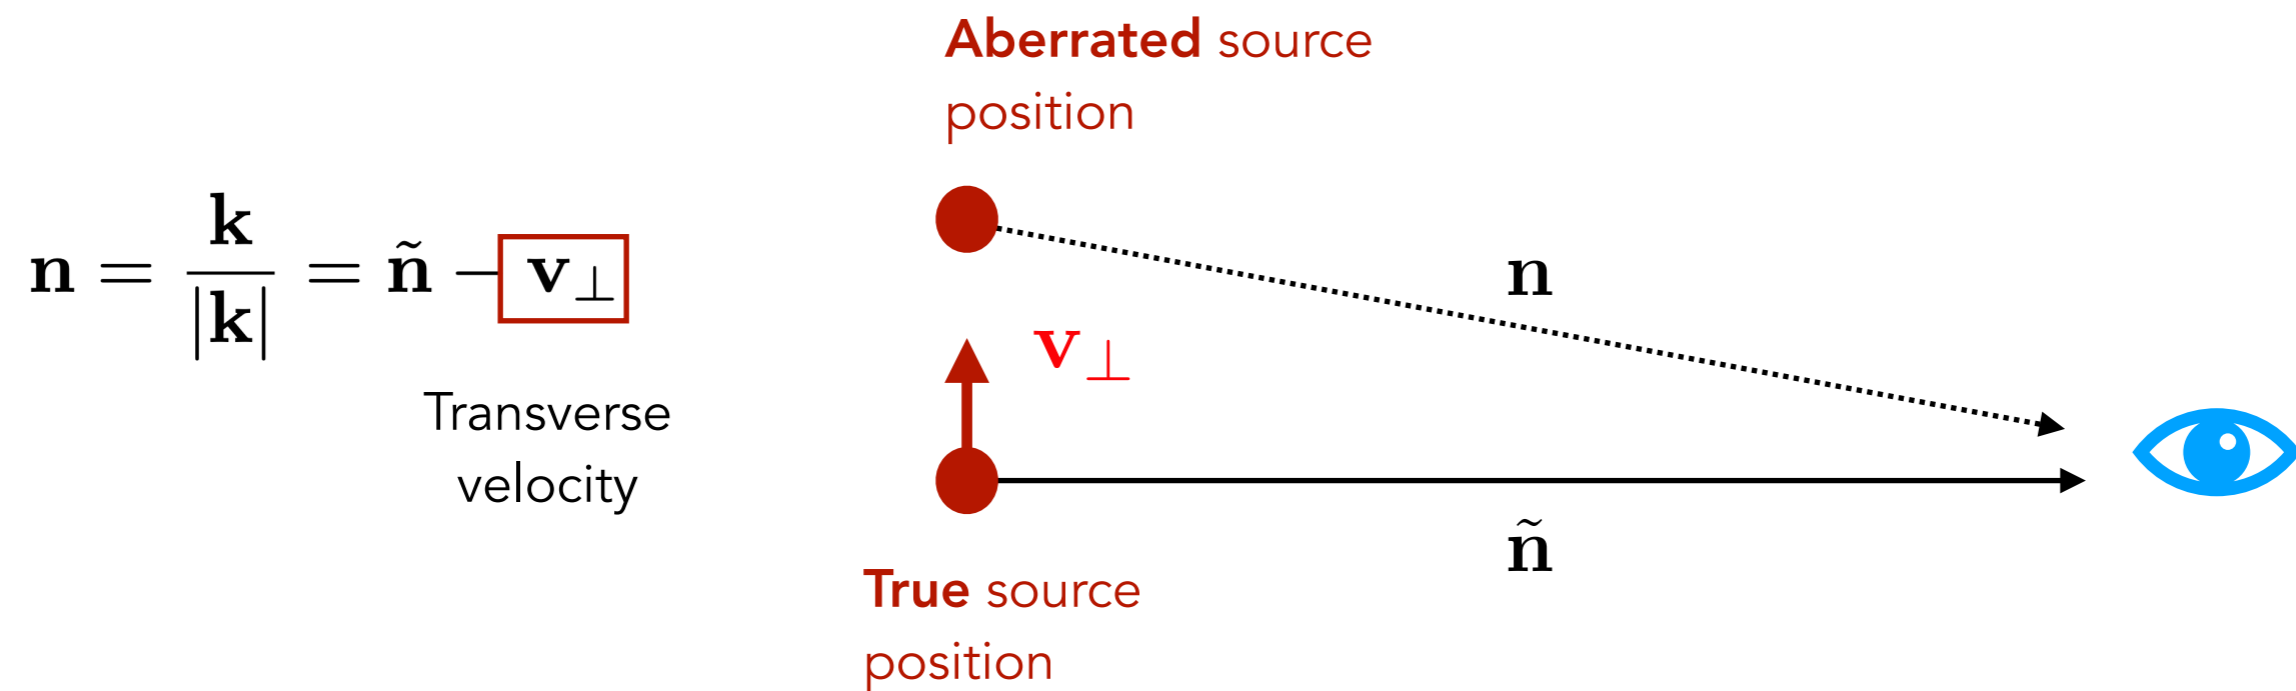 Aberrated source
position
n = k / |k| = ñ − v⊥
n
v⊥
Transverse
velocity
ñ
True source
position